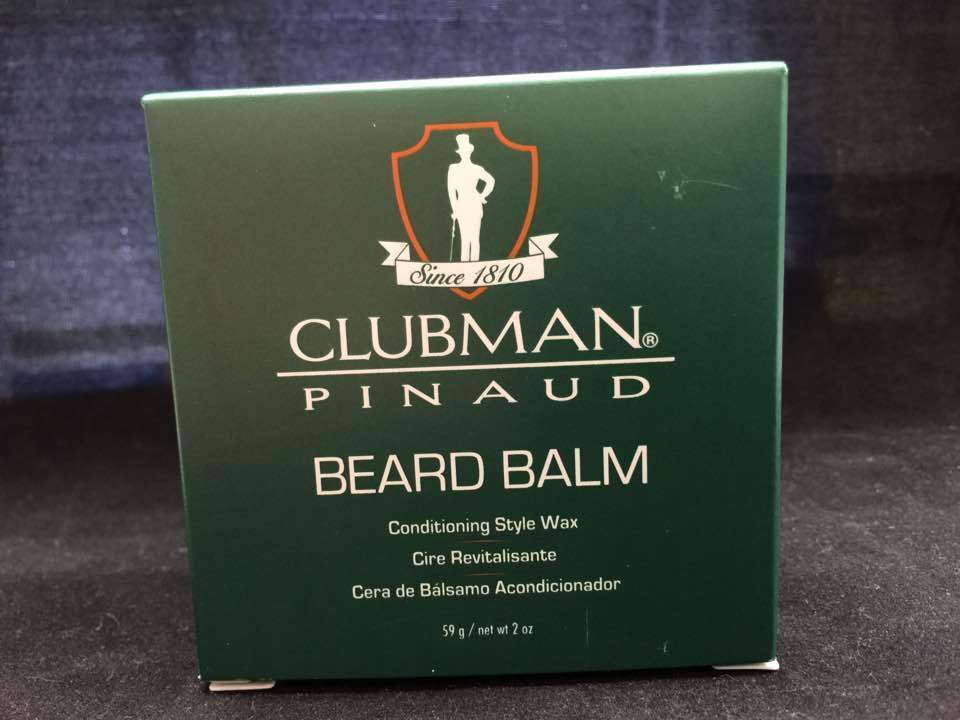 Since 1810
CLUBMAN®
PINAUD
BEARD BALM
Conditioning Style Wax
Cire Revitalisante
Cera de Bálsamo Acondicionador
59 g / net wt 2 oz